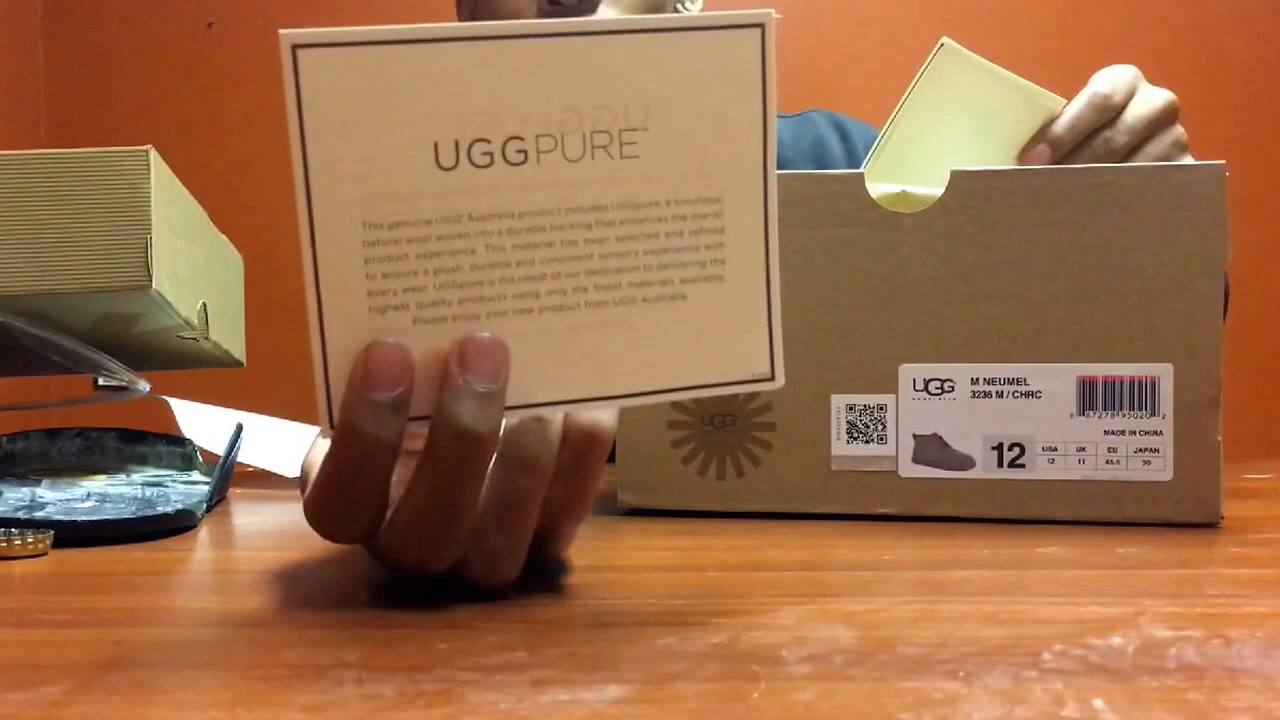 UGGPURE
This genuine UGG® Australia product includes UGGpure, a luxurious,
natural wool woven into a durable backing that enhances the overall
product experience. This material has been selected and refined
to ensure a plush, durable and consistent sensory experience with
every wear. UGGpure is the result of our dedication to delivering the
highest quality products using only the finest materials available.
Please enjoy your new product from UGG Australia.
UGG
UGG
AUSTRALIA
M NEUMEL
3236 M / CHRC
MADE IN CHINA
12
USA UK EU JAPAN
12 11 45.5 30